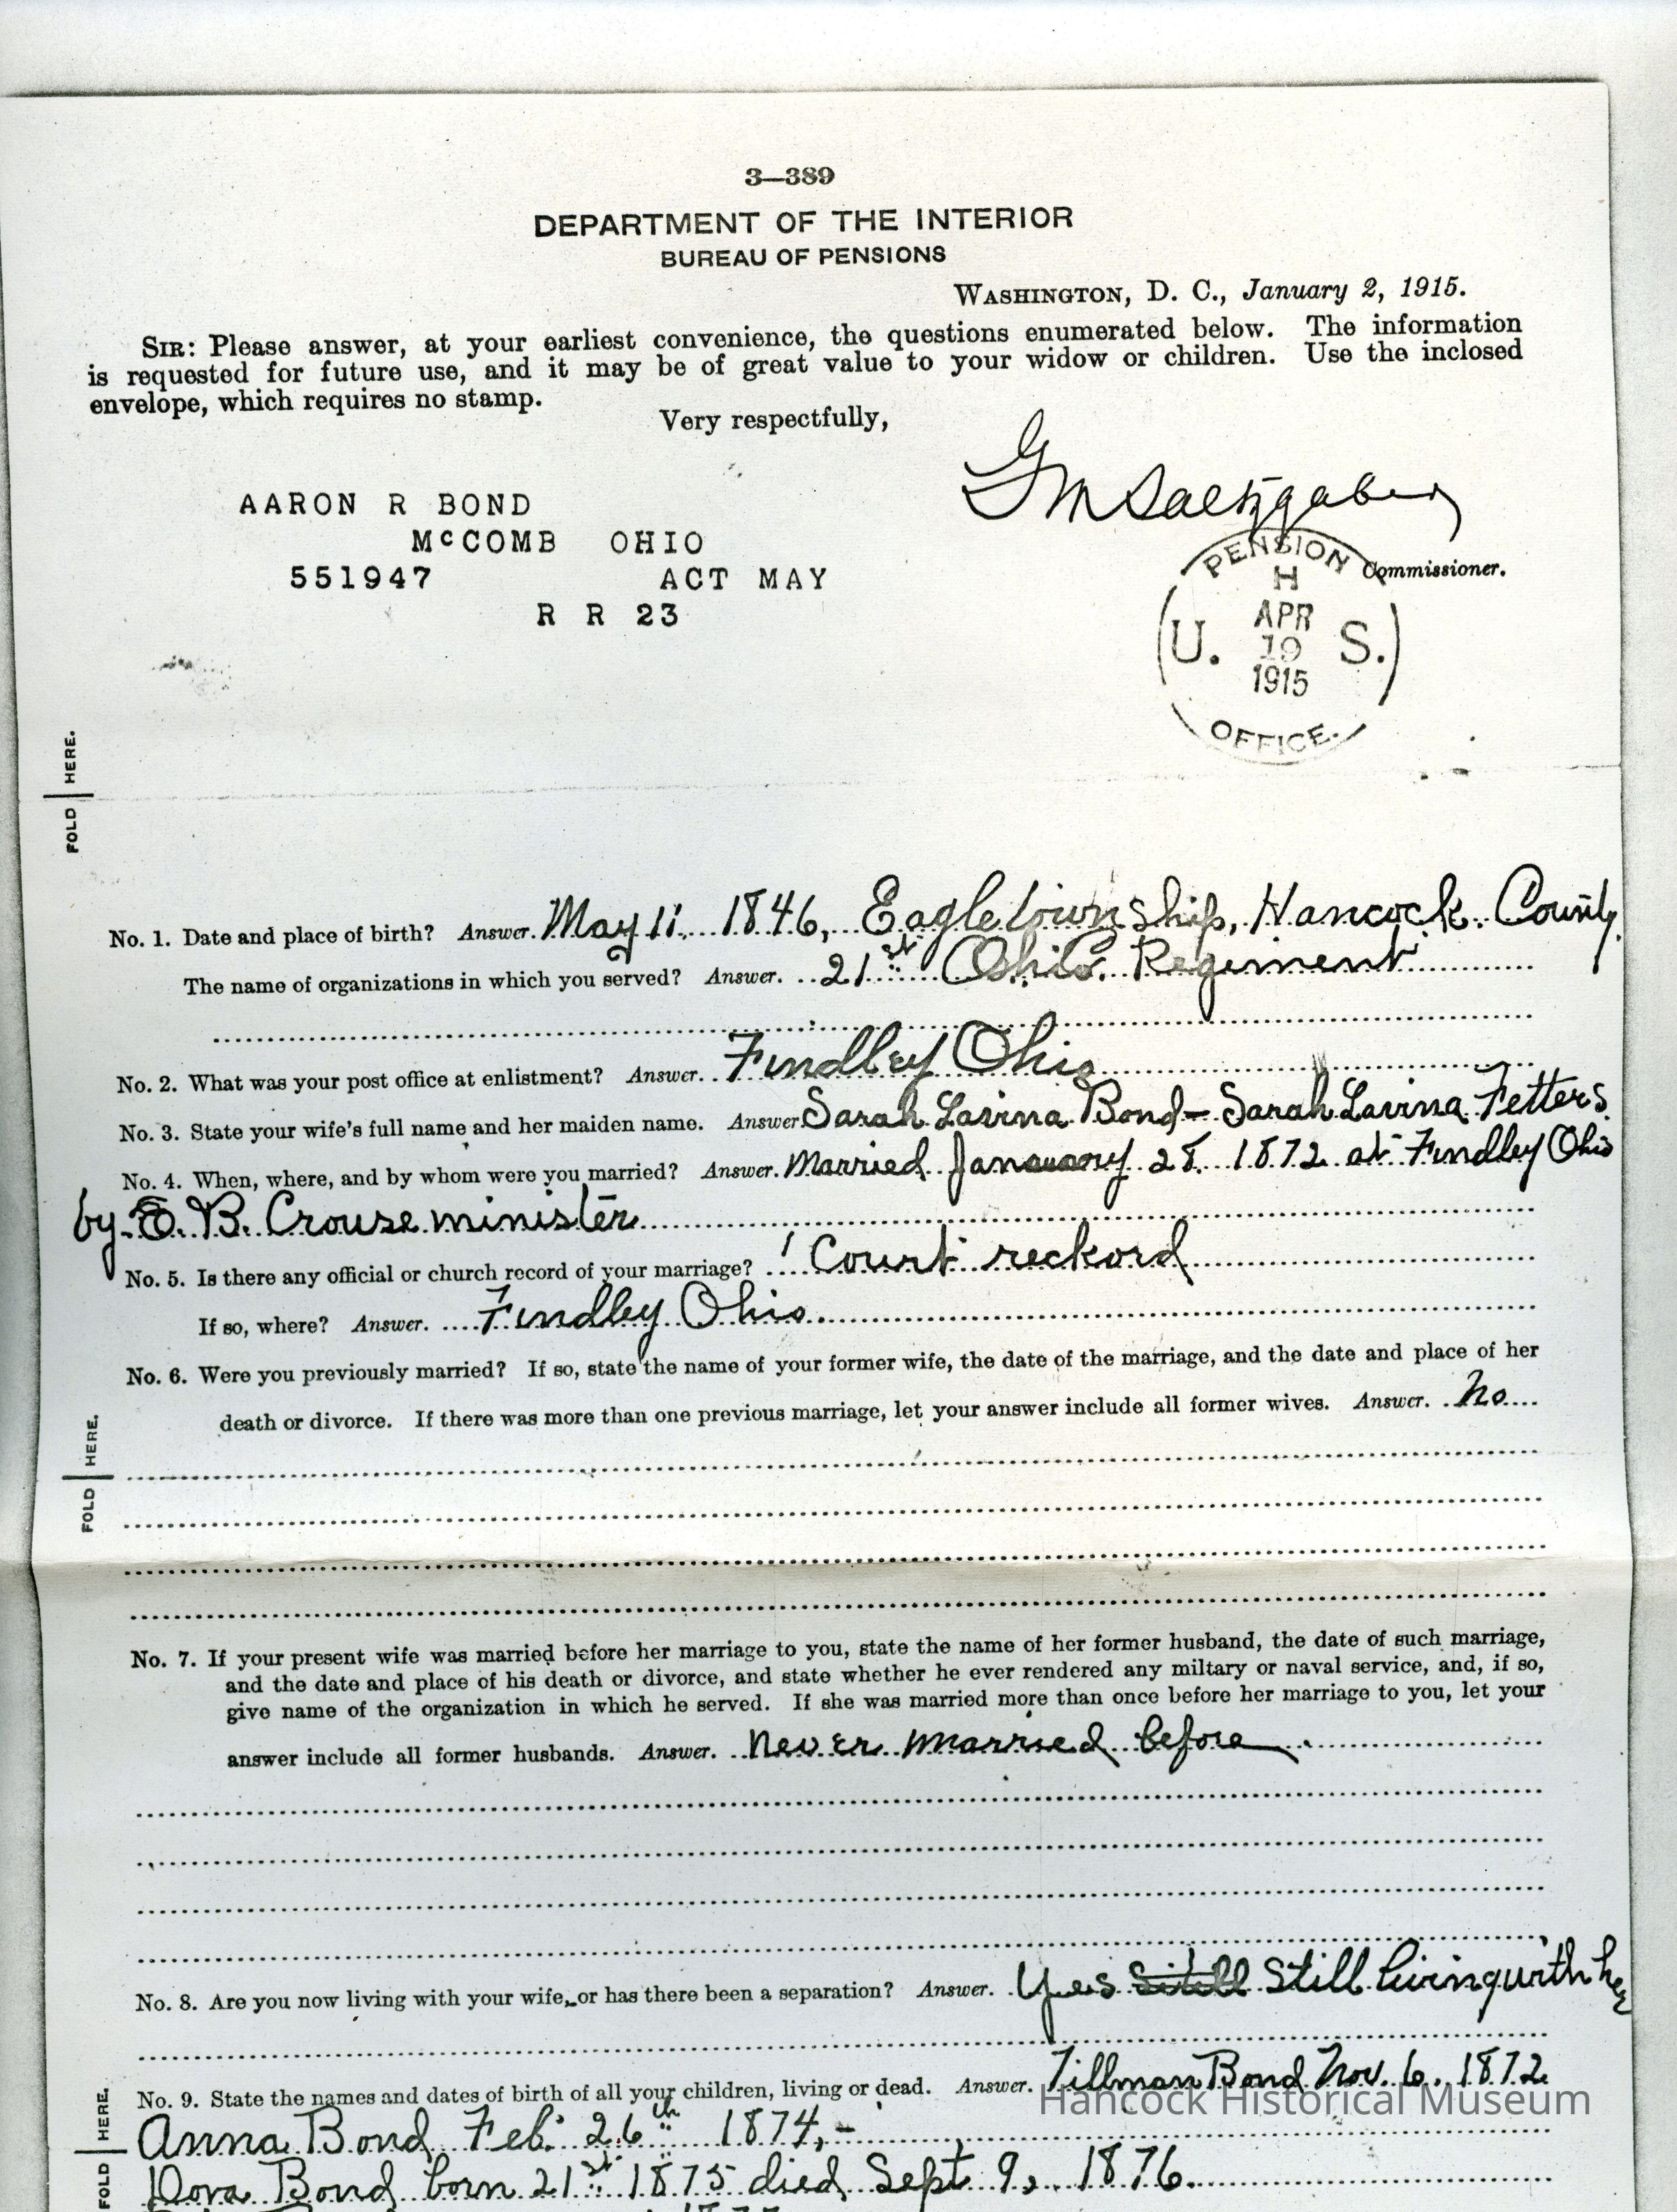 3—389
DEPARTMENT OF THE INTERIOR
BUREAU OF PENSIONS
WASHINGTON, D. C., January 2, 1915.
SIR: Please answer, at your earliest convenience, the questions enumerated below. The information
is requested for future use, and it may be of great value to your widow or children. Use the inclosed
envelope, which requires no stamp.
Very respectfully,
GM Saltzgaber
Commissioner.
AARON R BOND
McCOMB OHIO
551947 ACT MAY
R R 23
PENSION
H
APR
U. 19 S.
1915
OFFICE.
FOLD HERE.
No. 1. Date and place of birth? Answer. May 11, 1846, Eagle township, Hancock County
The name of organizations in which you served? Answer. 21st Ohio Regiment
No. 2. What was your post office at enlistment? Answer. Findley Ohio
No. 3. State your wife's full name and her maiden name. Answer. Sarah Lavina Bond - Sarah Lavina Fetters
No. 4. When, where, and by whom were you married? Answer. Married January 28 1872 at Findley Ohio
by E. B. Crouse minister
No. 5. Is there any official or church record of your marriage? Court reckord
If so, where? Answer. Findley Ohio
No. 6. Were you previously married? If so, state the name of your former wife, the date of the marriage, and the date and place of her
death or divorce. If there was more than one previous marriage, let your answer include all former wives. Answer. No
FOLD HERE.
No. 7. If your present wife was married before her marriage to you, state the name of her former husband, the date of such marriage,
and the date and place of his death or divorce, and state whether he ever rendered any miltary or naval service, and, if so,
give name of the organization in which he served. If she was married more than once before her marriage to you, let your
answer include all former husbands. Answer. Never married before
No. 8. Are you now living with your wife, or has there been a separation? Answer. Yes Still living with her
No. 9. State the names and dates of birth of all your children, living or dead. Answer. Tillman Bond Nov. 6. 1872
Hancock Historical Museum
Anna Bond Feb. 26th 1874, -
Dora Bond born 21st 1875 died Sept 9, 1876.
FOLD HERE.